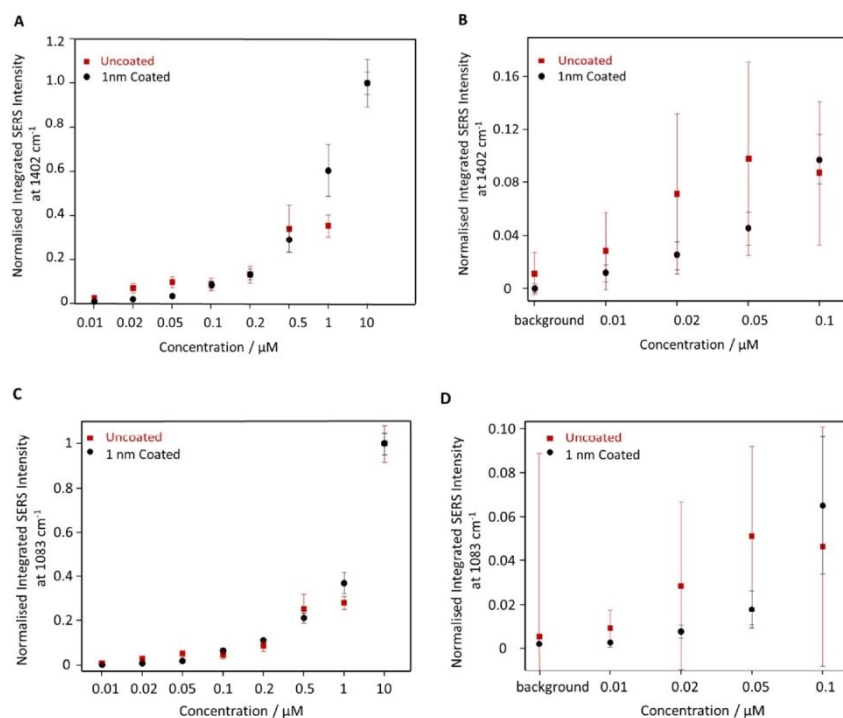 A
Uncoated
1nm Coated
Normalised Integrated SERS Intensity
at 1402 cm-1
1.0
0.8
0.6
0.4
0.2
0
0.01 0.02 0.05 0.1 0.2 0.5 1 10
Concentration / μM
B
Uncoated
1nm Coated
Normalised Integrated SERS Intensity
at 1402 cm-1
0.16
0.12
0.08
0.04
0
background 0.01 0.02 0.05 0.1
Concentration / μM
C
Uncoated
1 nm Coated
Normalised Integrated SERS Intensity
at 1083 cm-1
1
0.8
0.6
0.4
0.2
0
0.01 0.02 0.05 0.1 0.2 0.5 1 10
Concentration / μM
D
Uncoated
1 nm Coated
Normalised Integrated SERS Intensity
at 1083 cm-1
0.10
0.08
0.06
0.04
0.02
0
background 0.01 0.02 0.05 0.1
Concentration / μM